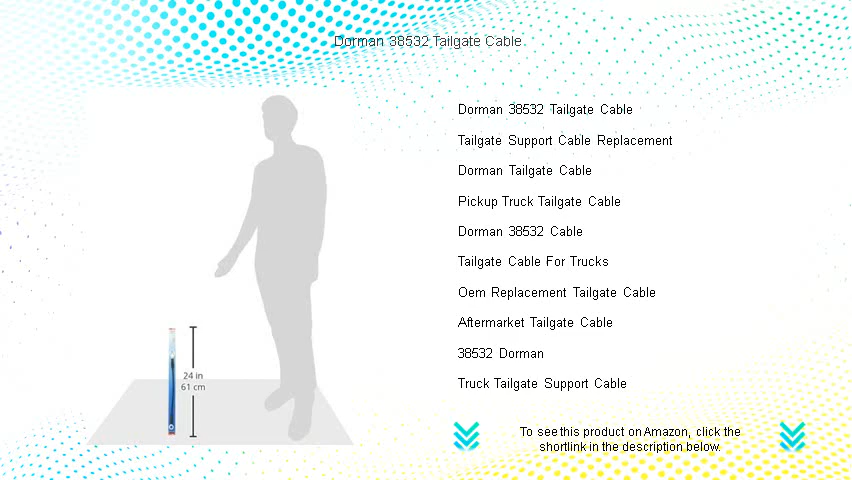 Dorman 38532 Tailgate Cable
Dorman 38532 Tailgate Cable
Tailgate Support Cable Replacement
Dorman Tailgate Cable
Pickup Truck Tailgate Cable
Dorman 38532 Cable
Tailgate Cable For Trucks
Oem Replacement Tailgate Cable
Aftermarket Tailgate Cable
38532 Dorman
Truck Tailgate Support Cable
24 in
61 cm
To see this product on Amazon, click the
shortlink in the description below.